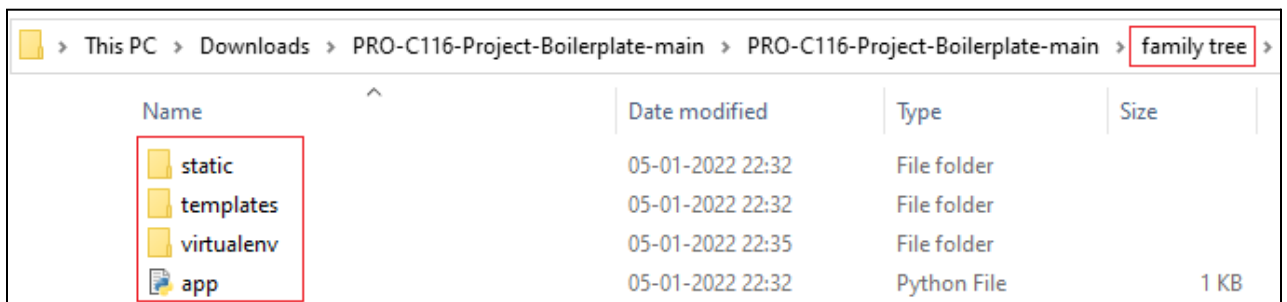 > This PC > Downloads > PRO-C116-Project-Boilerplate-main > PRO-C116-Project-Boilerplate-main > family tree >
Name Date modified Type Size
static 05-01-2022 22:32 File folder
templates 05-01-2022 22:32 File folder
virtualenv 05-01-2022 22:35 File folder
app 05-01-2022 22:32 Python File 1 KB